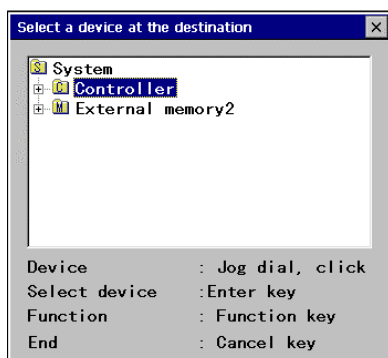 Select a device at the destination
S System
C Controller
M External memory2
Device : Jog dial, click
Select device :Enter key
Function : Function key
End : Cancel key